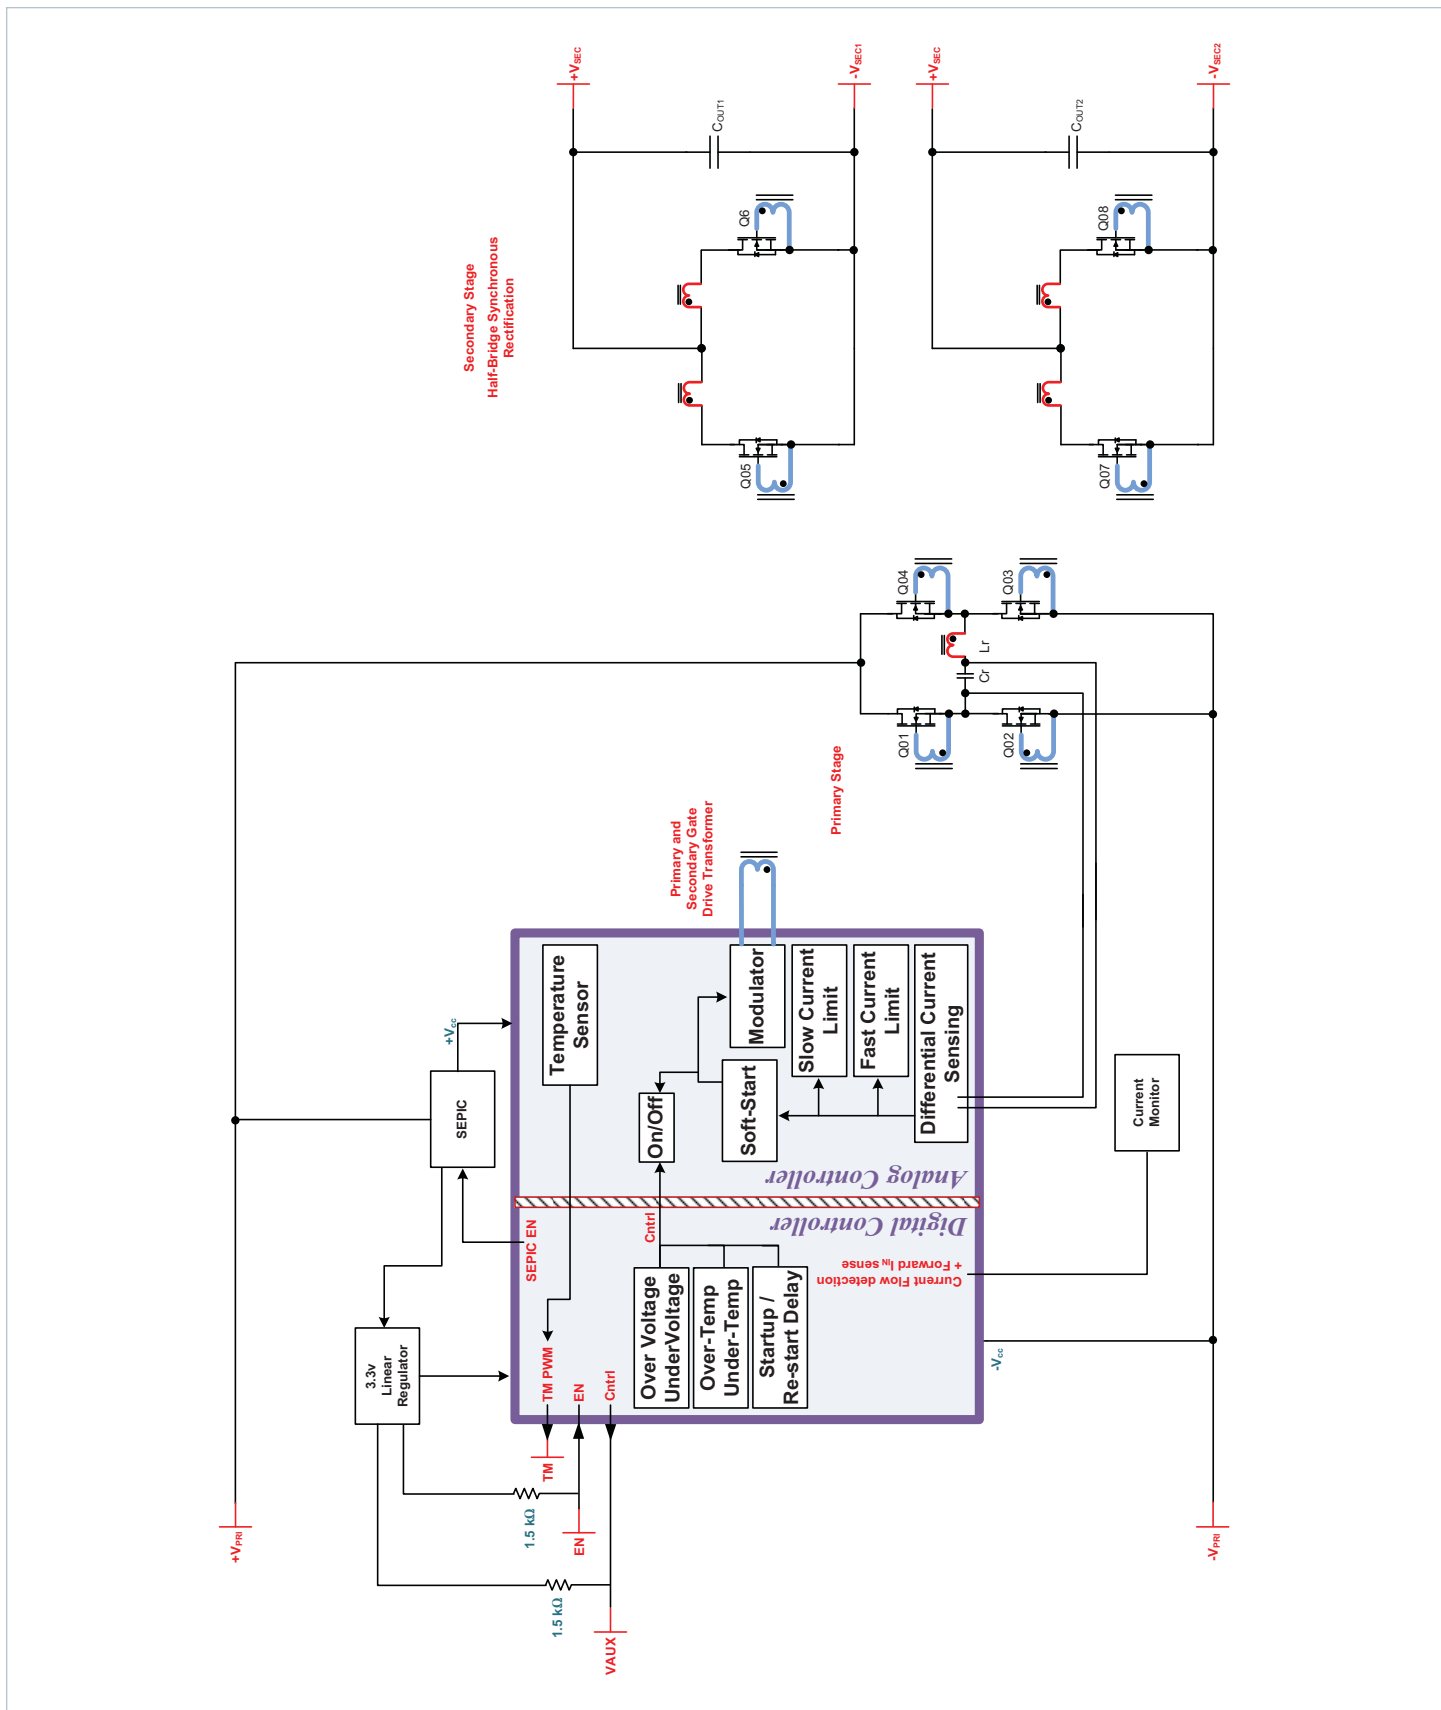 +VPRI
-VPRI
VAUX
EN
TM
1.5 kΩ
1.5 kΩ
3.3v
Linear
Regulator
SEPIC
+Vcc
-Vcc
SEPIC EN
TM PWM
EN
Cntrl
Cntrl
Temperature
Sensor
Over Voltage
UnderVoltage
Over-Temp
Under-Temp
Startup /
Re-start Delay
On/Off
Soft-Start
Modulator
Slow Current
Limit
Fast Current
Limit
Differential Current
Sensing
Digital Controller
Analog Controller
Current Flow detection
+ Forward IIN sense
Current
Monitor
Primary and
Secondary Gate
Drive Transformer
Primary Stage
Q01
Q02
Q04
Q03
Cr
Lr
Secondary Stage
Half-Bridge Synchronous
Rectification
Q05
Q6
COUT1
+VSEC
-VSEC1
Q07
Q08
COUT2
+VSEC
-VSEC2